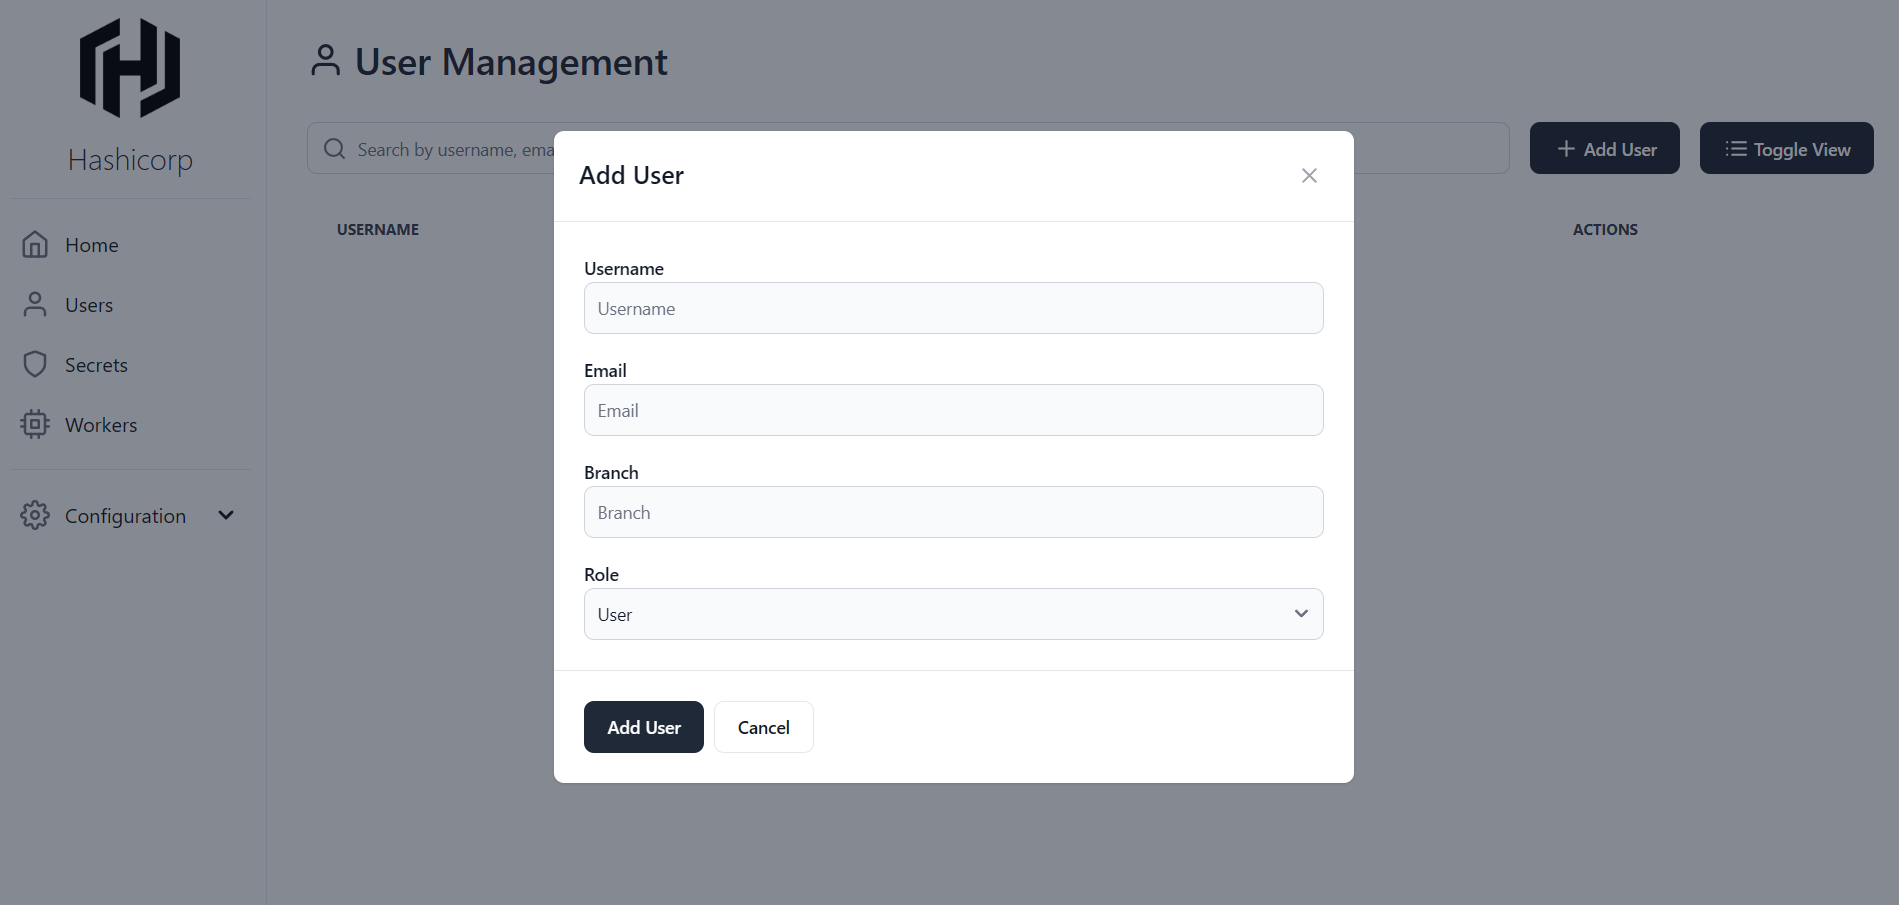 Hashicorp
Home
Users
Secrets
Workers
Configuration
User Management
Search by username, ema
Add User
Toggle View
USERNAME
ACTIONS
Add User
Username
Username
Email
Email
Branch
Branch
Role
User
Add User
Cancel